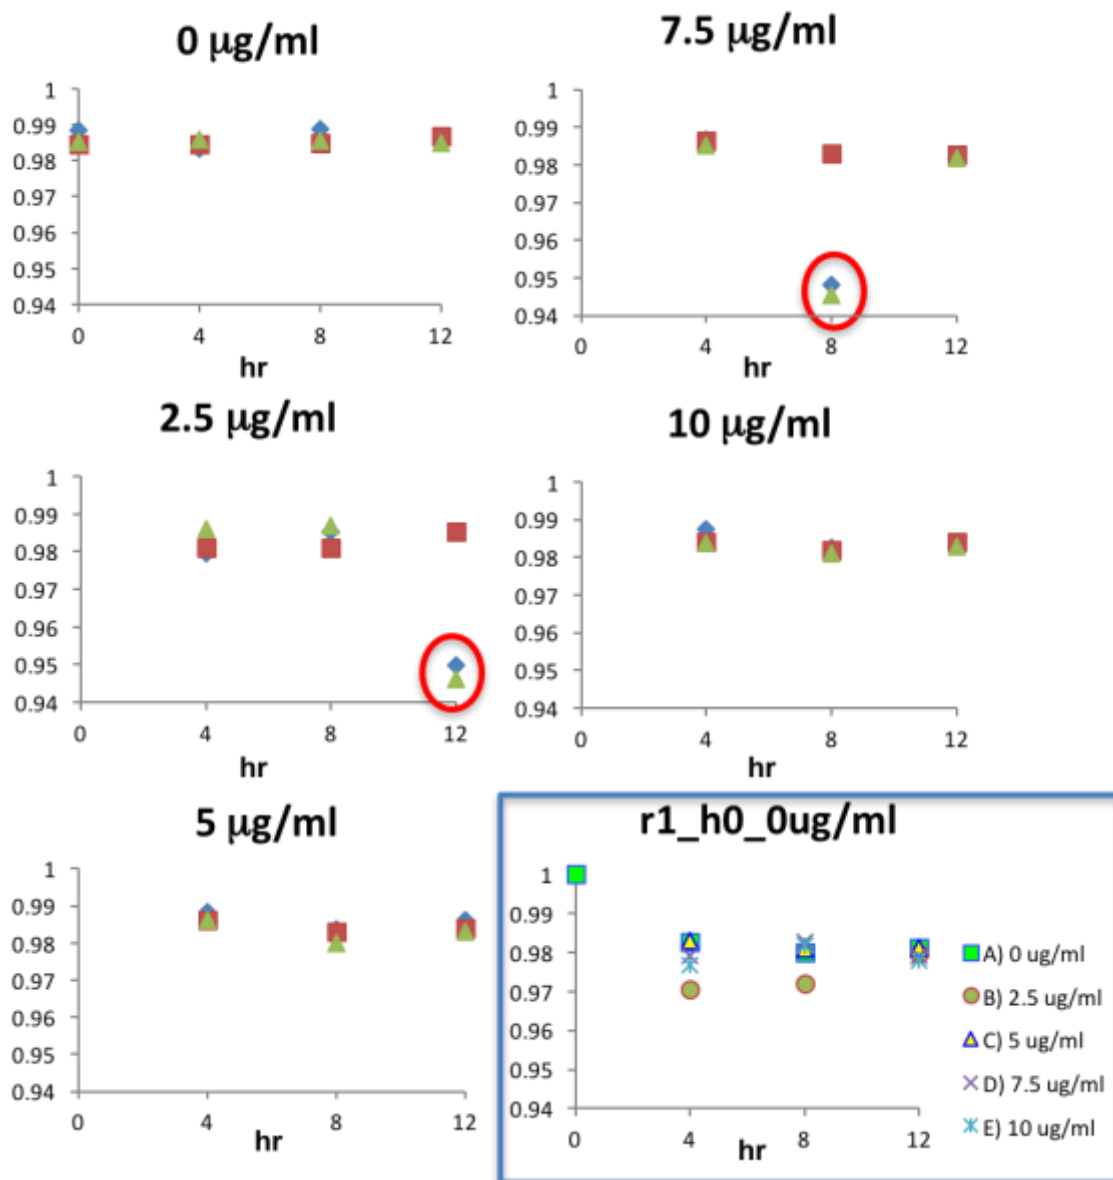 0 μg/ml
1
0.99
0.98
0.97
0.96
0.95
0.94
0 4 8 12
hr
7.5 μg/ml
1
0.99
0.98
0.97
0.96
0.95
0.94
0 4 8 12
hr
2.5 μg/ml
1
0.99
0.98
0.97
0.96
0.95
0.94
0 4 8 12
hr
10 μg/ml
1
0.99
0.98
0.97
0.96
0.95
0.94
0 4 8 12
hr
5 μg/ml
1
0.99
0.98
0.97
0.96
0.95
0.94
0 4 8 12
hr
r1_h0_0ug/ml
1
0.99
0.98
0.97
0.96
0.95
0.94
0 4 8 12
hr
A) 0 ug/ml
B) 2.5 ug/ml
C) 5 ug/ml
D) 7.5 ug/ml
E) 10 ug/ml